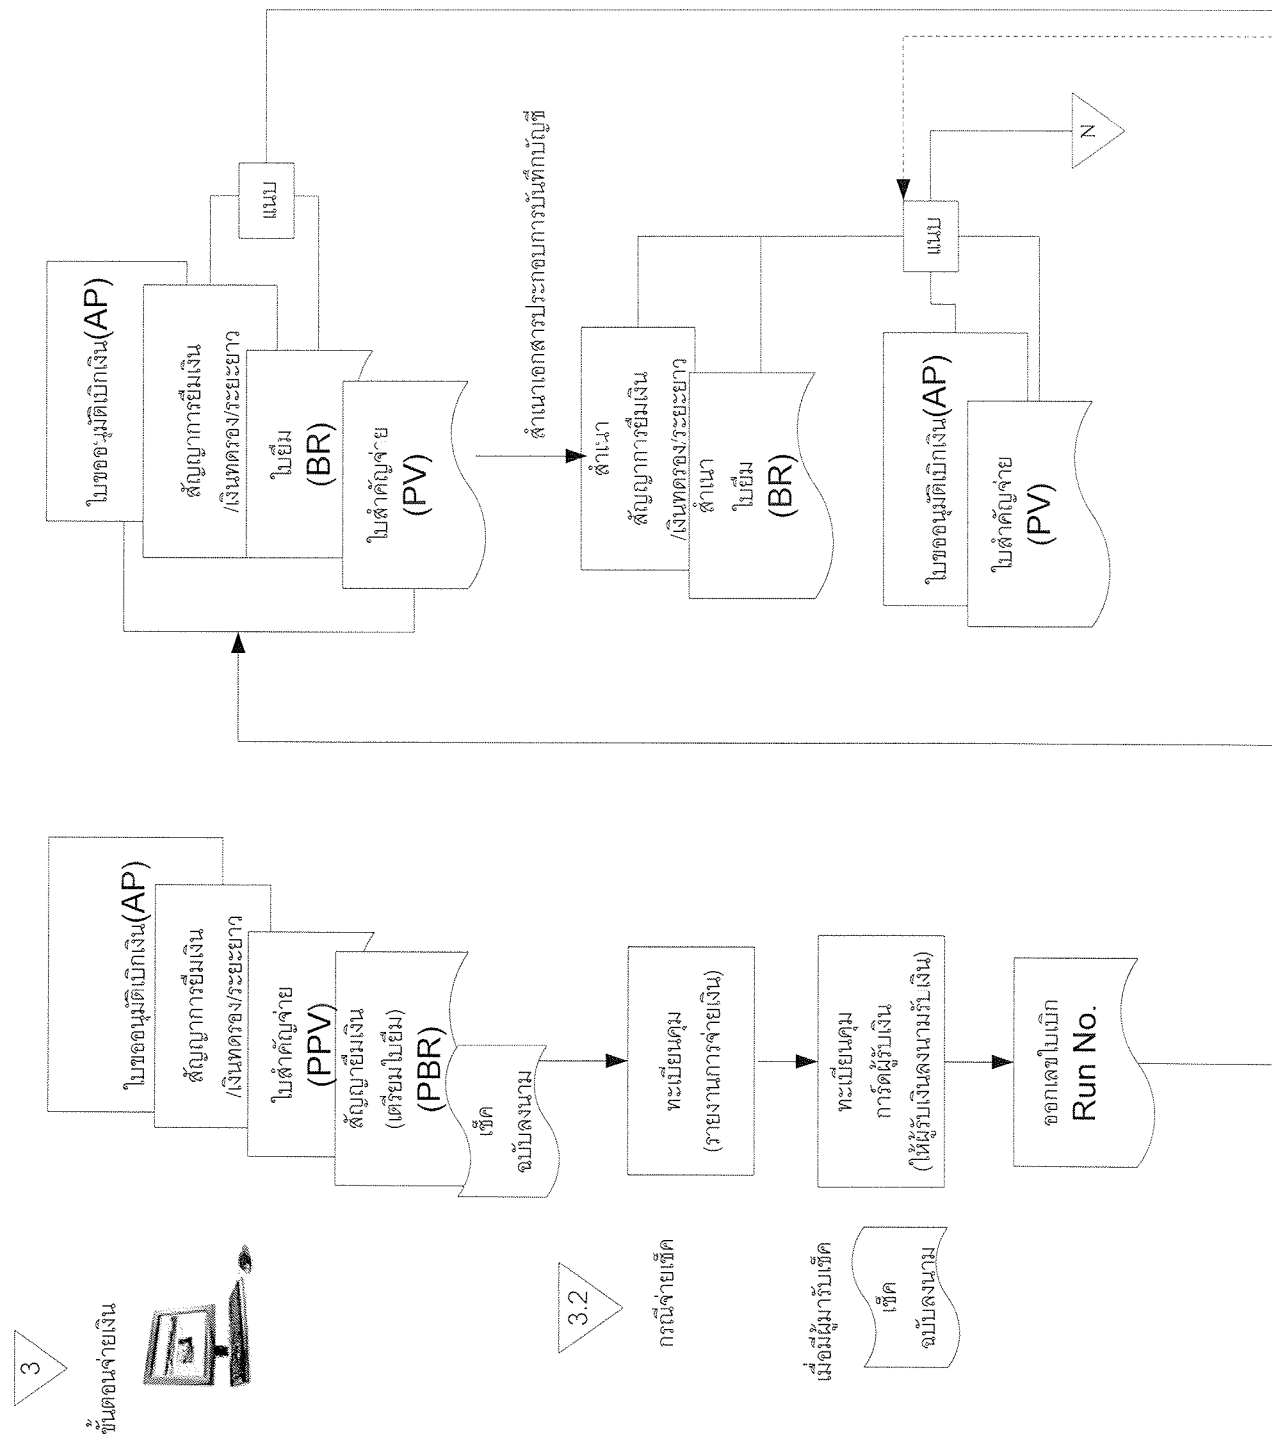 3
ขั้นตอนจ่ายเงิน
ใบขออนุมัติเบิกเงิน(AP)
สัญญาการยืมเงิน
/เงินทดรอง/ระยะยาว
ใบสำคัญจ่าย
(PPV)
สัญญายืมเงิน
(เตรียมใบยืม)
(PBR)
เช็ค
ฉบับลงนาม
3.2
กรณีจ่ายเช็ค
ทะเบียนคุม
(รายงานการจ่ายเงิน)
เมื่อมีผู้มารับเช็ค
เช็ค
ฉบับลงนาม
ทะเบียนคุม
การ์ดผู้รับเงิน
(ให้ผู้รับเงินลงนามรับเงิน)
ออกเลขใบเบิก
Run No.
ใบขออนุมัติเบิกเงิน(AP)
สัญญาการยืมเงิน
/เงินทดรอง/ระยะยาว
ใบยืม
(BR)
ใบสำคัญจ่าย
(PV)
แนบ
สำเนาเอกสารประกอบการบันทึกบัญชี
สำเนา
สัญญาการยืมเงิน
/เงินทดรอง/ระยะยาว
สำเนา
ใบยืม
(BR)
ใบขออนุมัติเบิกเงิน(AP)
ใบสำคัญจ่าย
(PV)
แนบ
N